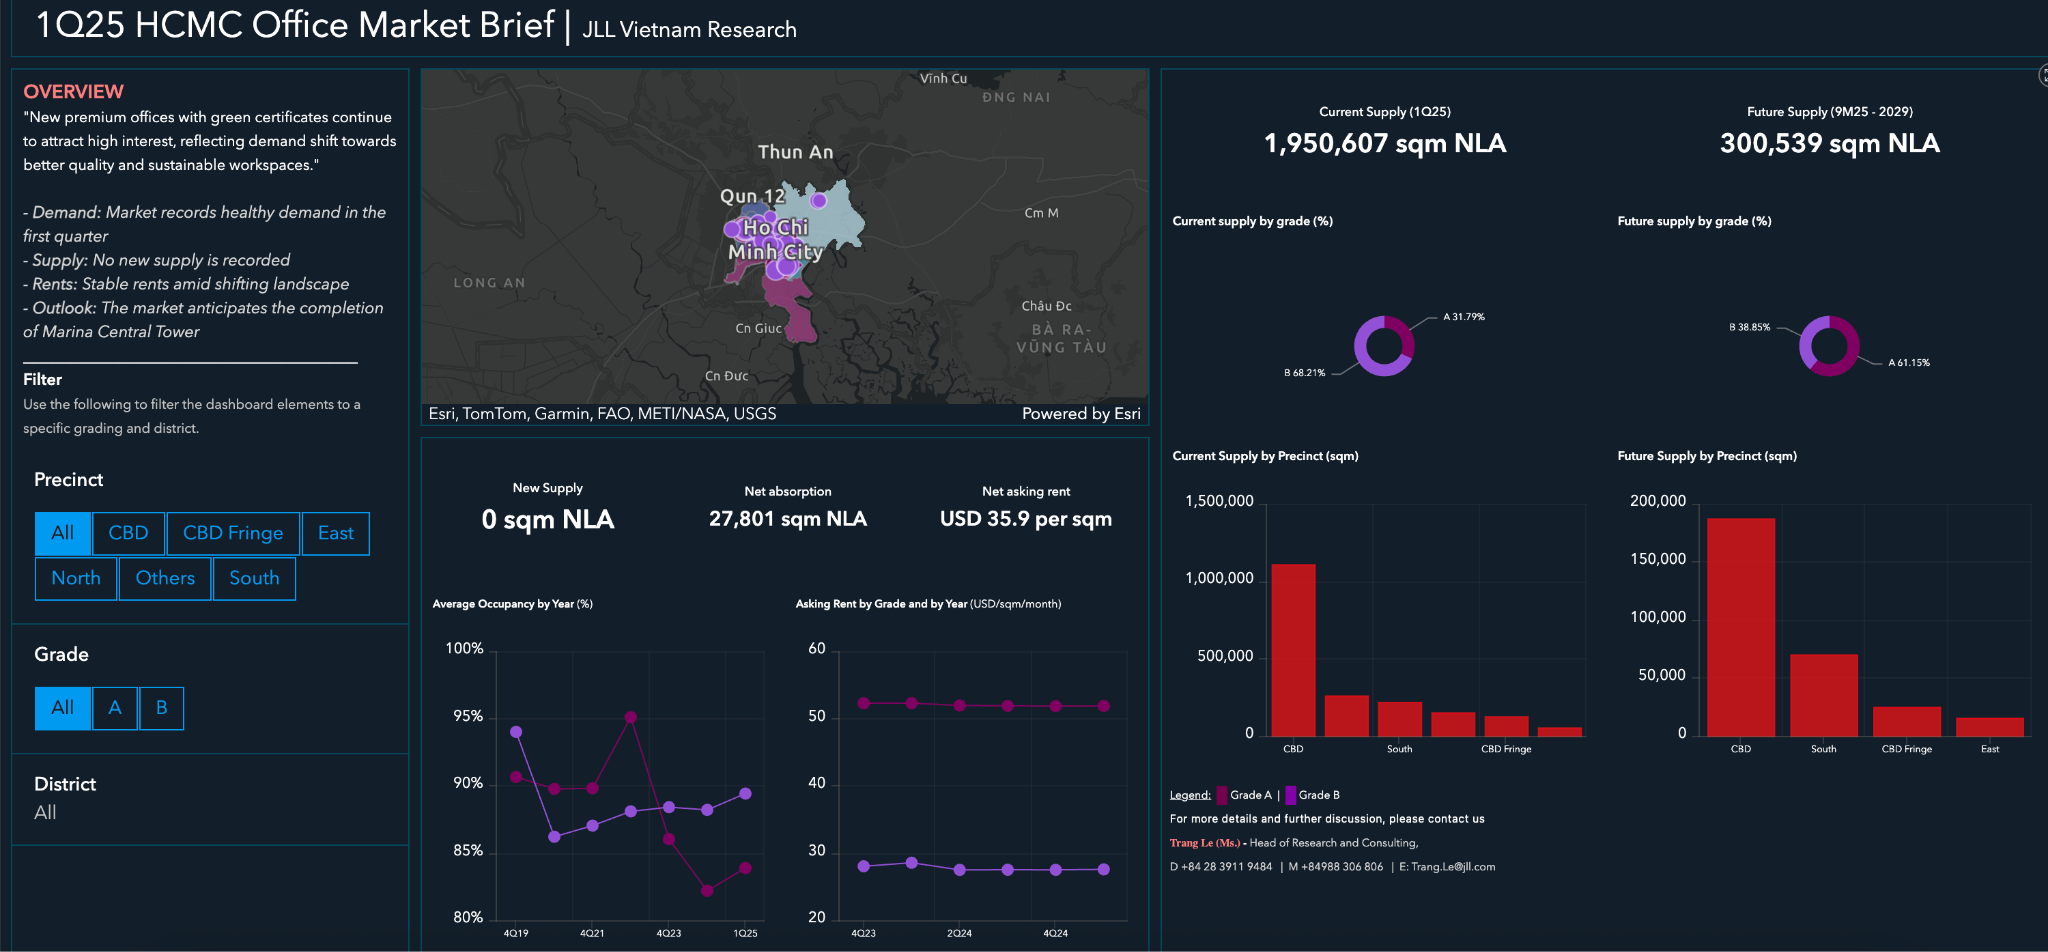 1Q25 HCMC Office Market Brief | JLL Vietnam Research
OVERVIEW
"New premium offices with green certificates continue
to attract high interest, reflecting demand shift towards
better quality and sustainable workspaces."
- Demand: Market records healthy demand in the
first quarter
- Supply: No new supply is recorded
- Rents: Stable rents amid shifting landscape
- Outlook: The market anticipates the completion
of Marina Central Tower
Filter
Use the following to filter the dashboard elements to a
specific grading and district.
Precinct
All
CBD
CBD Fringe
East
North
Others
South
Grade
All
A
B
District
All
Vĩnh Cu
ĐNG NAI
Thun An
Qun 12
Ho Chi
Minh City
Cm M
LONG AN
Châu Đc
Cn Giuc
BÀ RA-
VŨNG TÀU
Cn Đưc
Esri, TomTom, Garmin, FAO, METI/NASA, USGS
Powered by Esri
New Supply
0 sqm NLA
Net absorption
27,801 sqm NLA
Net asking rent
USD 35.9 per sqm
Average Occupancy by Year (%)
100%
95%
90%
85%
80%
4Q19
4Q21
4Q23
1Q25
Asking Rent by Grade and by Year (USD/sqm/month)
60
50
40
30
20
4Q23
2Q24
4Q24
Current Supply (1Q25)
1,950,607 sqm NLA
Future Supply (9M25 - 2029)
300,539 sqm NLA
Current supply by grade (%)
A 31.79%
B 68.21%
Future supply by grade (%)
B 38.85%
A 61.15%
Current Supply by Precinct (sqm)
1,500,000
1,000,000
500,000
0
CBD
South
CBD Fringe
Future Supply by Precinct (sqm)
200,000
150,000
100,000
50,000
0
CBD
South
CBD Fringe
East
Legend: Grade A | Grade B
For more details and further discussion, please contact us
Trang Le (Ms.) - Head of Research and Consulting,
D +84 28 3911 9484 | M +84988 306 806 | E: Trang.Le@jll.com